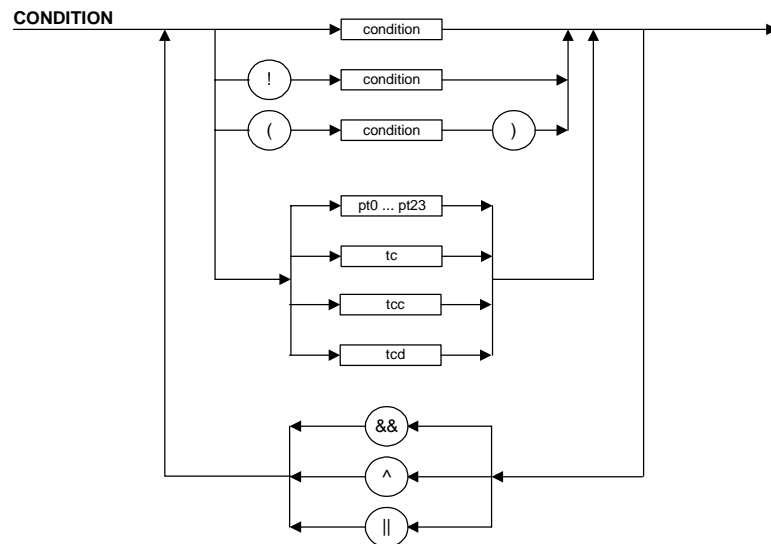 CONDITION
condition
! condition
( condition )
pt0 ... pt23
tc
tcc
tcd
&&
^
||